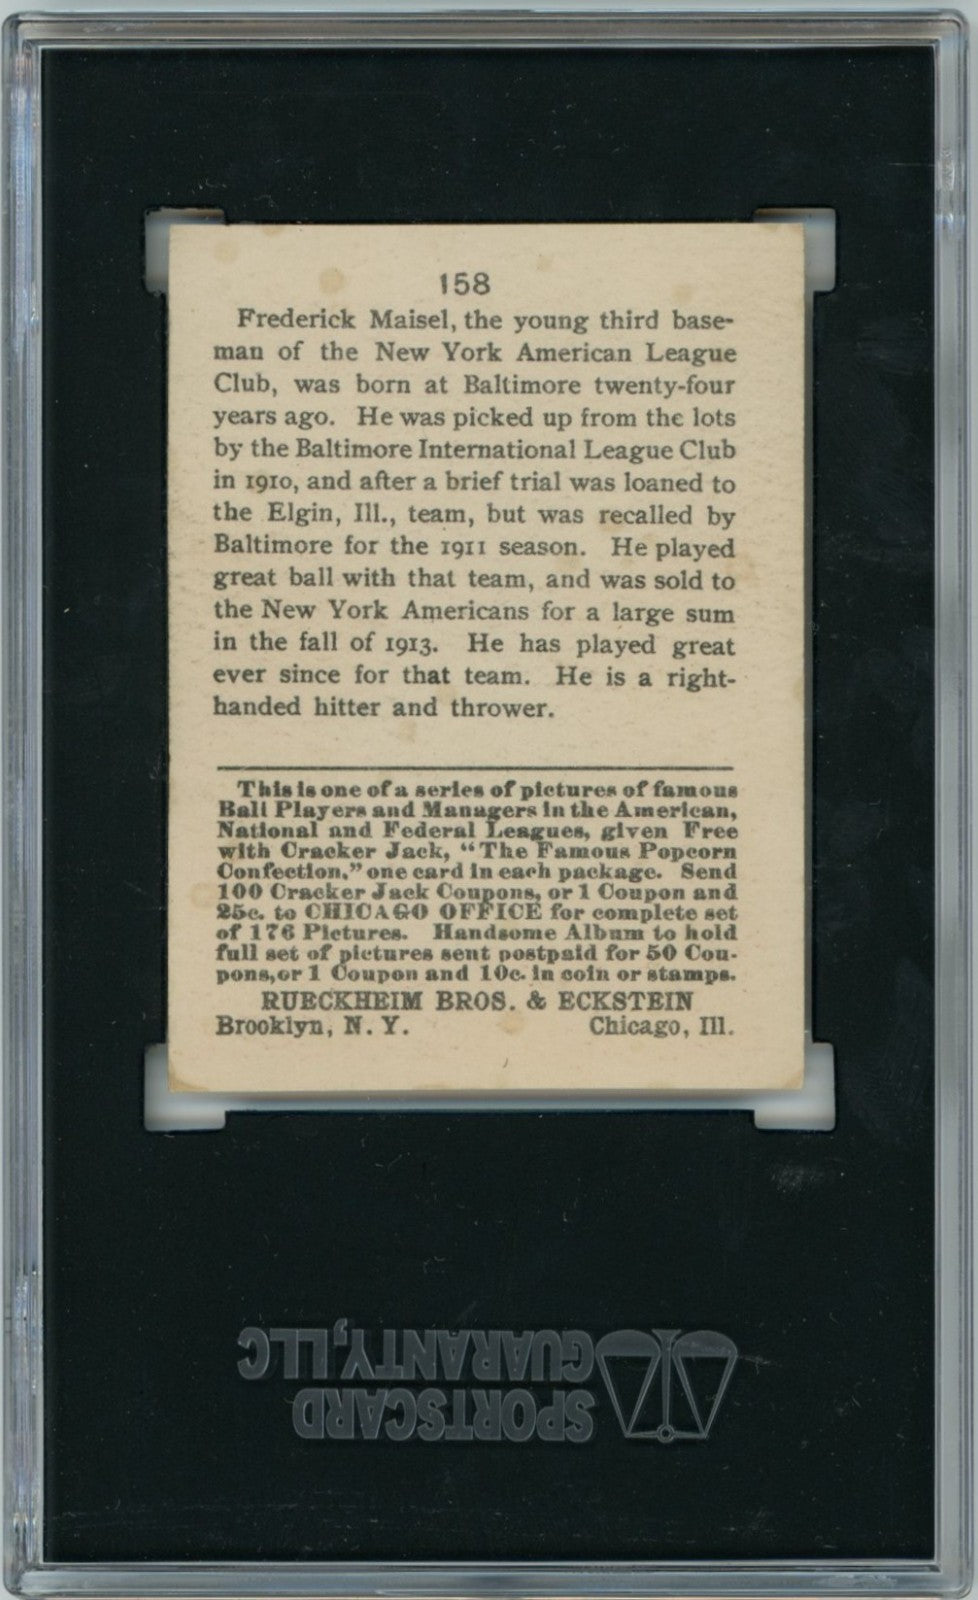 158
Frederick Maisel, the young third base-
man of the New York American League
Club, was born at Baltimore twenty-four
years ago. He was picked up from the lots
by the Baltimore International League Club
in 1910, and after a brief trial was loaned to
the Elgin, Ill., team, but was recalled by
Baltimore for the 1911 season. He played
great ball with that team, and was sold to
the New York Americans for a large sum
in the fall of 1913. He has played great
ever since for that team. He is a right-
handed hitter and thrower.
This is one of a series of pictures of famous
Ball Players and Managers in the American,
National and Federal Leagues, given Free
with Cracker Jack, "The Famous Popcorn
Confection," one card in each package. Send
100 Cracker Jack Coupons, or 1 Coupon and
25c. to CHICAGO OFFICE for complete set
of 176 Pictures. Handsome Album to hold
full set of pictures sent postpaid for 50 Cou-
pons, or 1 Coupon and 10c. in coin or stamps.
RUECKHEIM BROS. & ECKSTEIN
Brooklyn, N. Y. Chicago, Ill.
SPORTSCARD
GUARANTY, LLC